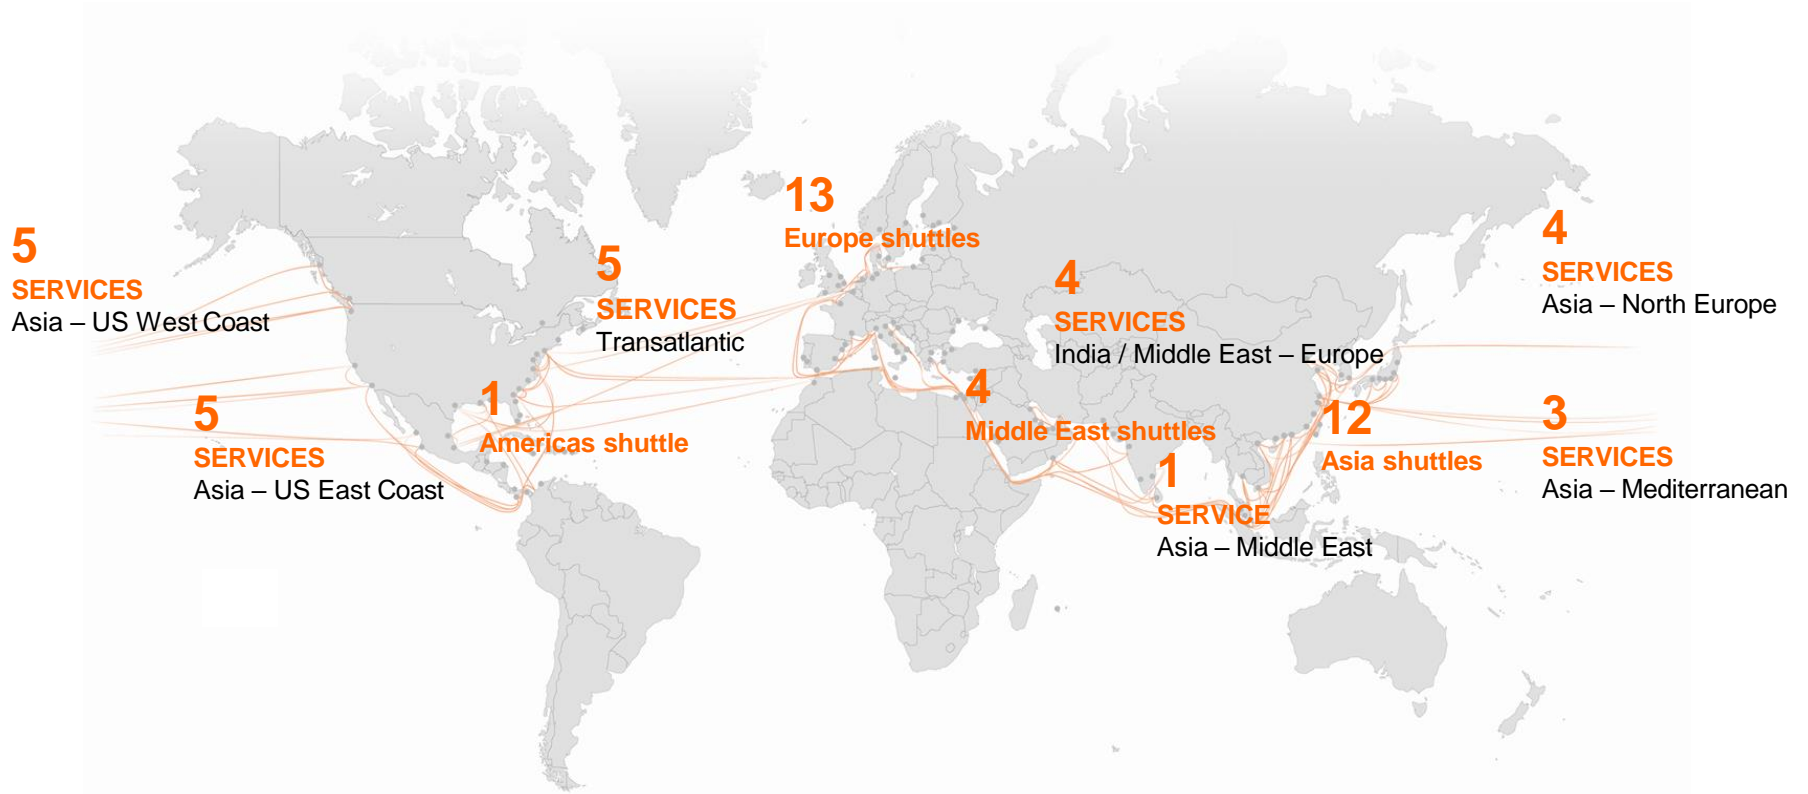 13
Europe shuttles
5
SERVICES
Asia – US West Coast
5
SERVICES
Transatlantic
4
SERVICES
India / Middle East – Europe
4
SERVICES
Asia – North Europe
5
SERVICES
Asia – US East Coast
1
Americas shuttle
4
Middle East shuttles
1
SERVICE
Asia – Middle East
12
Asia shuttles
3
SERVICES
Asia – Mediterranean